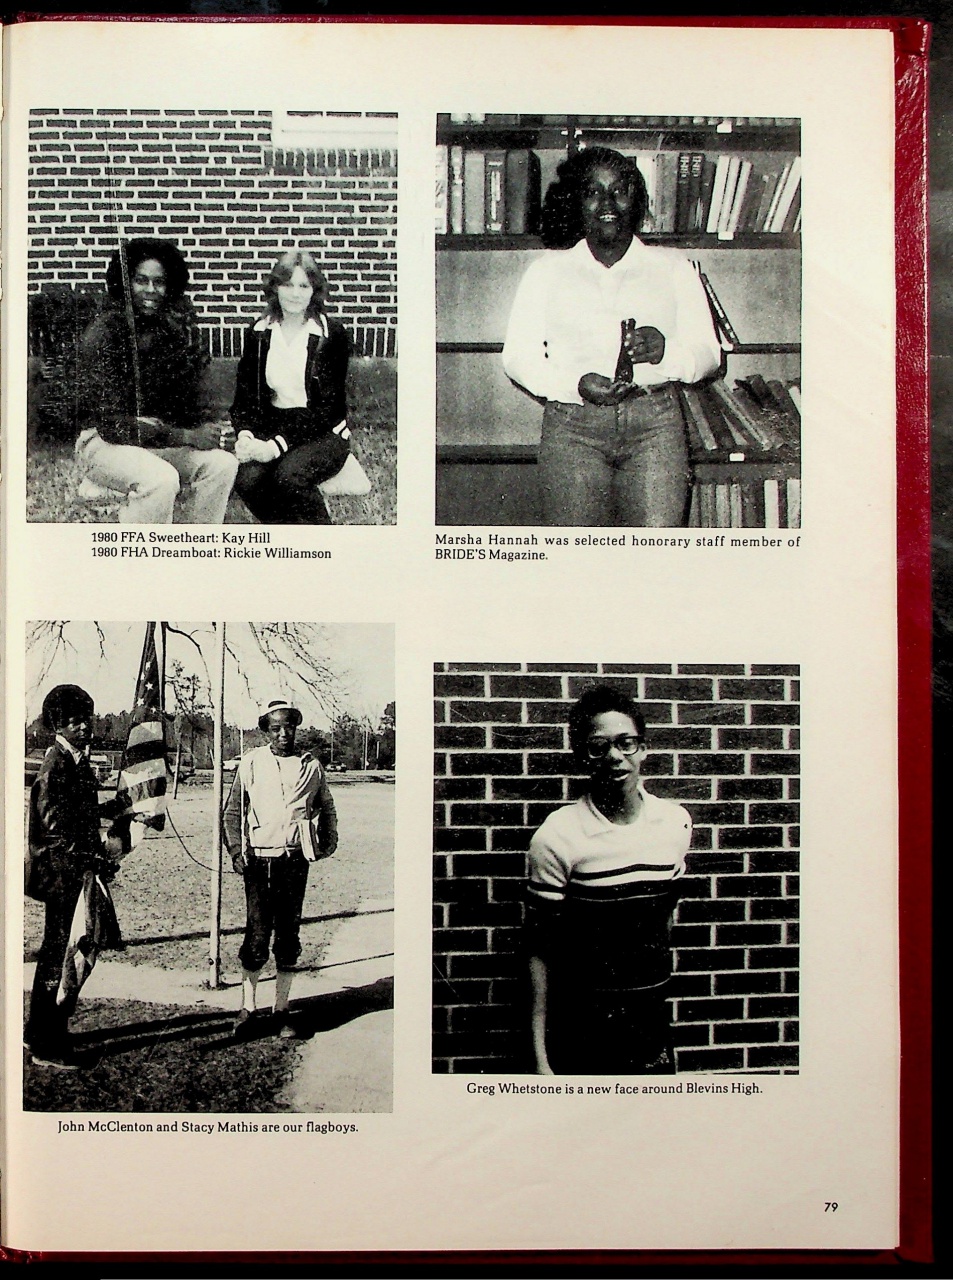 1980 FFA Sweetheart: Kay Hill
1980 FHA Dreamboat: Rickie Williamson
Marsha Hannah was selected honorary staff member of
BRIDE'S Magazine.
John McClenton and Stacy Mathis are our flagboys.
Greg Whetstone is a new face around Blevins High.
79